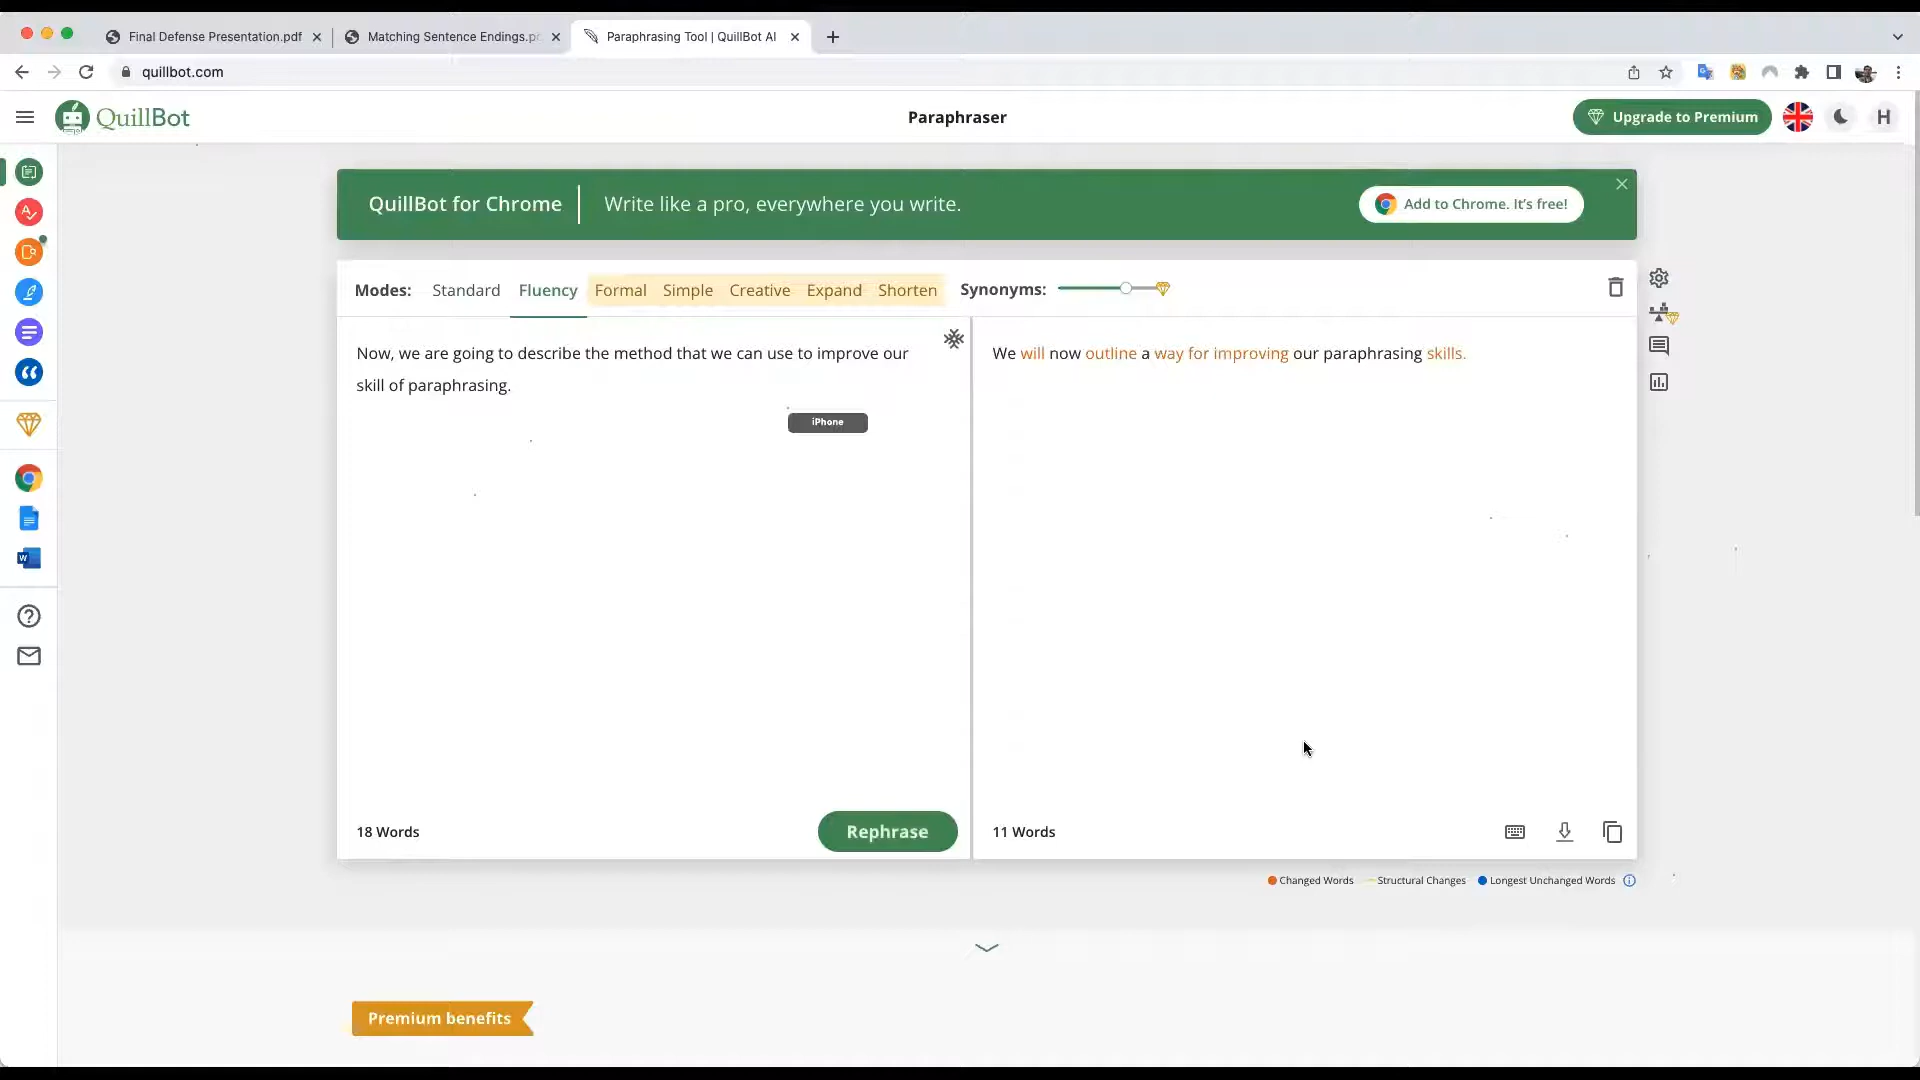 Final Defense Presentation.pdf
Matching Sentence Endings.p
Paraphrasing Tool | QuillBot AI
quillbot.com
QuillBot
Paraphraser
Upgrade to Premium
H
QuillBot for Chrome
Write like a pro, everywhere you write.
Add to Chrome. It's free!
Modes: Standard Fluency Formal Simple Creative Expand Shorten Synonyms:
Now, we are going to describe the method that we can use to improve our
skill of paraphrasing.
We will now outline a way for improving our paraphrasing skills.
iPhone
W
18 Words
Rephrase
11 Words
Changed Words Structural Changes Longest Unchanged Words
Premium benefits